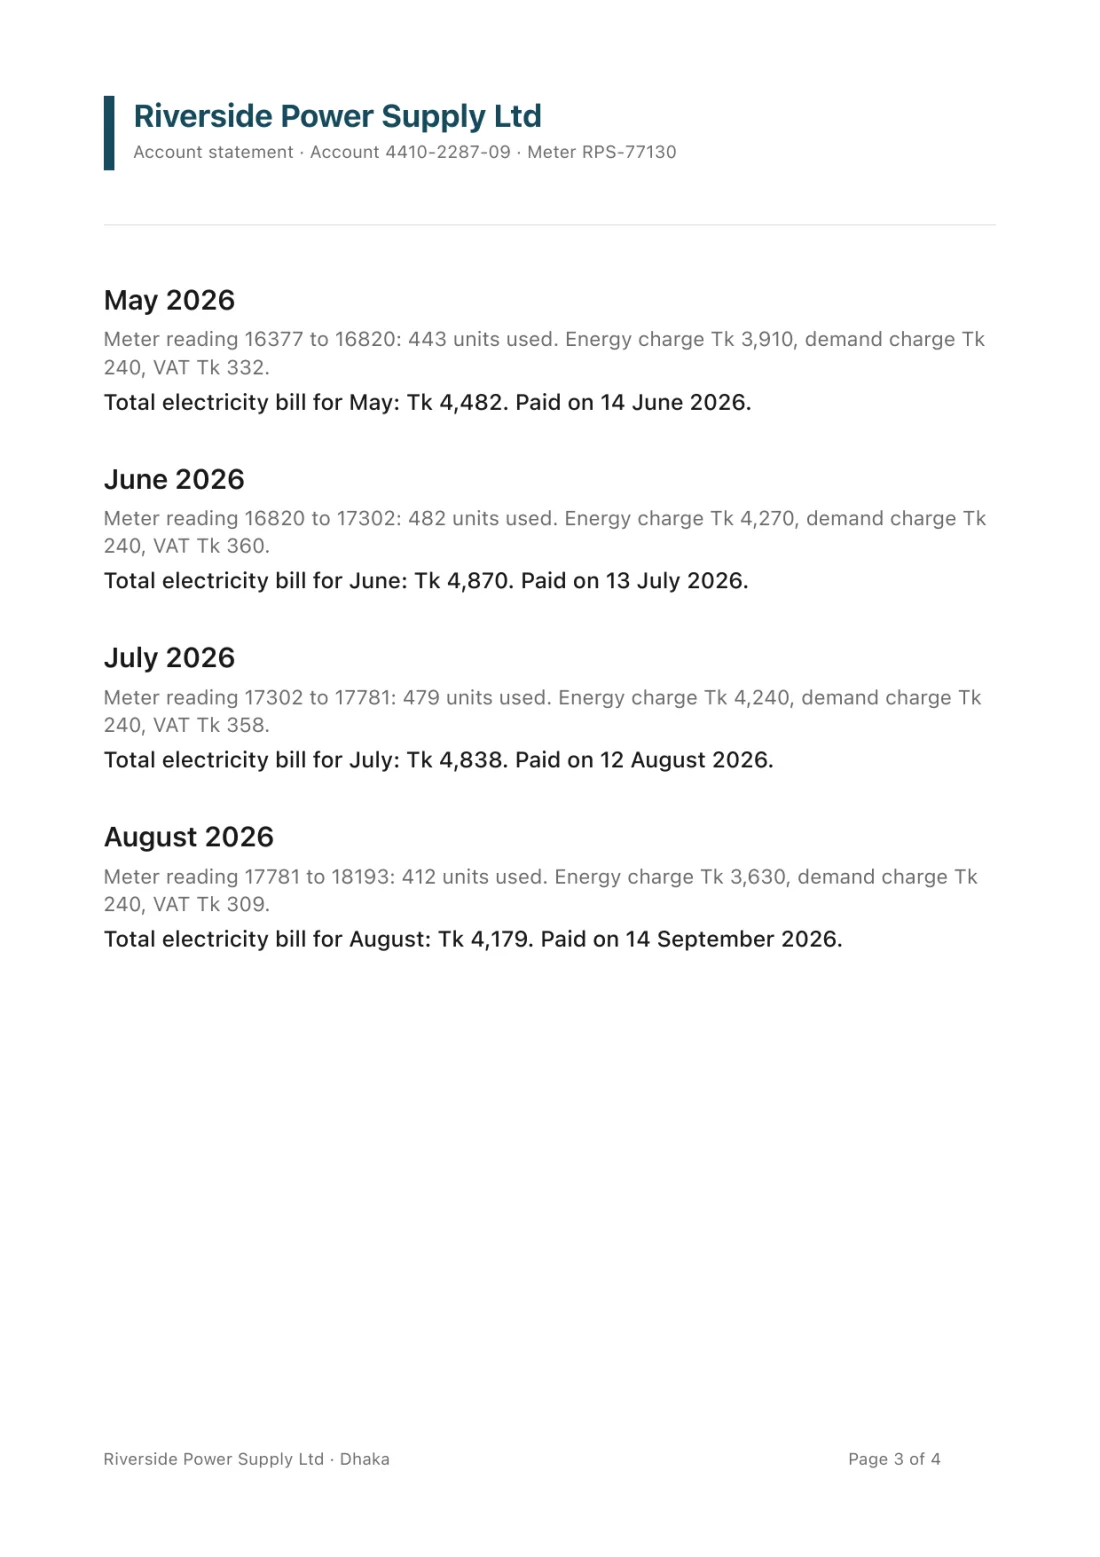 Riverside Power Supply Ltd
Account statement · Account 4410-2287-09 · Meter RPS-77130
May 2026
Meter reading 16377 to 16820: 443 units used. Energy charge Tk 3,910, demand charge Tk
240, VAT Tk 332.
Total electricity bill for May: Tk 4,482. Paid on 14 June 2026.
June 2026
Meter reading 16820 to 17302: 482 units used. Energy charge Tk 4,270, demand charge Tk
240, VAT Tk 360.
Total electricity bill for June: Tk 4,870. Paid on 13 July 2026.
July 2026
Meter reading 17302 to 17781: 479 units used. Energy charge Tk 4,240, demand charge Tk
240, VAT Tk 358.
Total electricity bill for July: Tk 4,838. Paid on 12 August 2026.
August 2026
Meter reading 17781 to 18193: 412 units used. Energy charge Tk 3,630, demand charge Tk
240, VAT Tk 309.
Total electricity bill for August: Tk 4,179. Paid on 14 September 2026.
Riverside Power Supply Ltd · Dhaka
Page 3 of 4